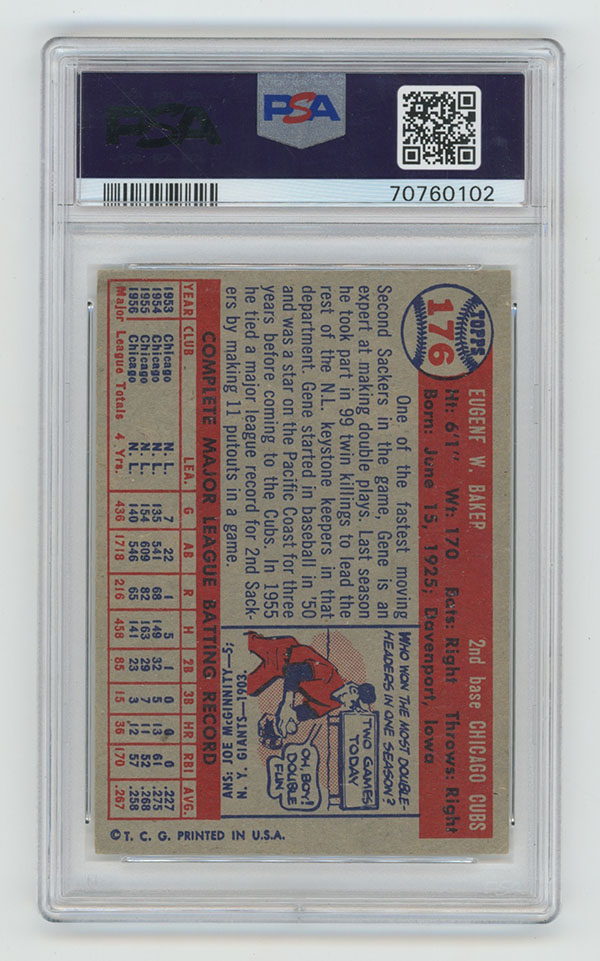 PSA
PSA
70760102
TOPPS
176
EUGENE W. BAKER 2nd base CHICAGO CUBS
Ht: 6'1" Wt: 170 Bats: Right Throws: Right
Born: June 15, 1925; Davenport, Iowa
One of the fastest moving
Second Sackers in the game, Gene is an
expert at making double plays. Last season
he took part in 99 twin killings to lead the
rest of the N.L. keystone keepers in that
department. Gene started in baseball in '50
and was a star on the Pacific Coast for three
years before coming to the Cubs. In 1955
he tied a major league record for 2nd Sack-
ers by making 11 putouts in a game.
WHO WON THE MOST DOUBLE-
HEADERS IN ONE SEASON?
TWO GAMES
TODAY
OH, BOY!
DOUBLE
FUN
ANS: JOE McGINNITY—5:
N. Y. GIANTS—1903.
COMPLETE MAJOR LEAGUE BATTING RECORD
YEAR CLUB LEA. G AB R H 2B 3B HR RBI AVG.
1953 Chicago N. L. 7 22 1 5 1 0 0 0 .227
1954 Chicago N. L. 135 541 68 149 32 5 13 61 .275
1955 Chicago N. L. 154 609 82 163 29 7 11 52 .268
1956 Chicago N. L. 140 546 65 141 23 3 12 57 .258
Major League Totals 4 Yrs. 436 1718 216 458 85 15 36 170 .267
© T. C. G. PRINTED IN U.S.A.